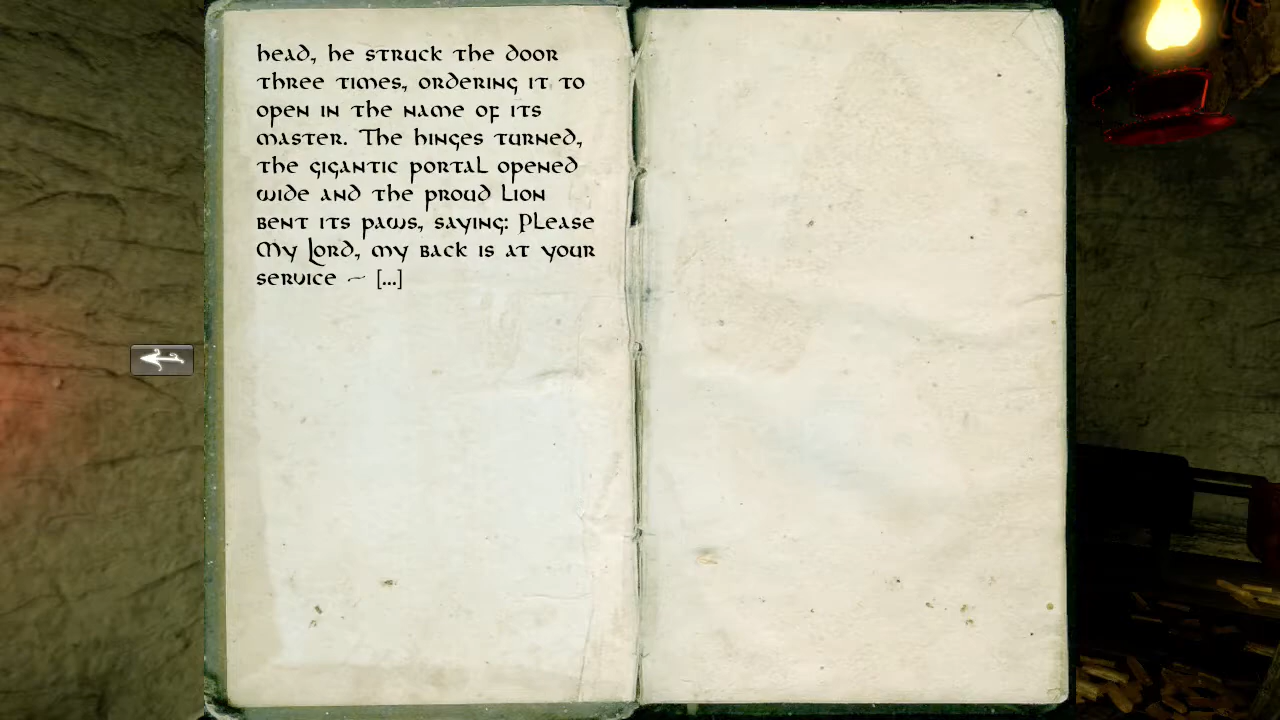 head, he struck the door
three times, ordering it to
open in the name of its
master. The hinges turned,
the gigantic portal opened
wide and the proud Lion
bent its paws, saying: Please
My Lord, my back is at your
service – [...]